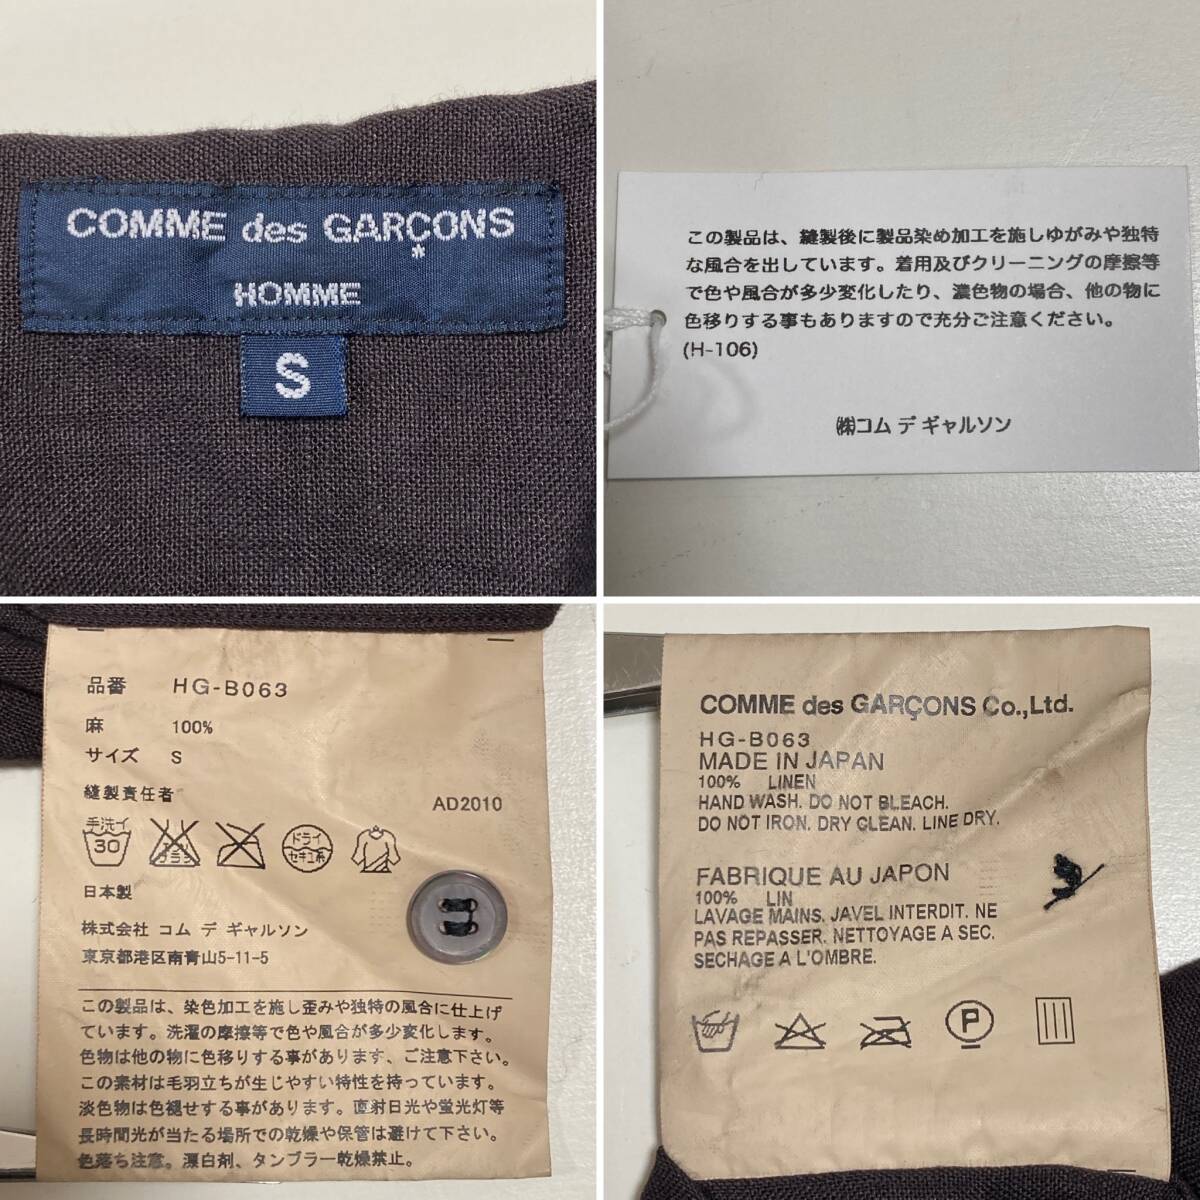 COMME des GARÇONS
*
HOMME
S
この製品は、縫製後に製品染め加工を施しゆがみや独特
な風合を出しています。着用及びクリーニングの摩擦等
で色や風合が多少変化したり、濃色物の場合、他の物に
色移りする事もありますので充分ご注意ください。
(H-106)
㈱コム デ ギャルソン
品番 HG-B063
麻 100%
サイズ S
縫製責任者
AD2010
手洗イ
30
エンソ
サラシ
ドライ
セキユ系
日本製
株式会社 コム デ ギャルソン
東京都港区南青山5-11-5
この製品は、染色加工を施し歪みや独特の風合に仕上げ
ています。洗濯の摩擦等で色や風合が多少変化します。
色物は他の物に色移りする事があります、ご注意下さい。
この素材は毛羽立ちが生じやすい特性を持っています。
淡色物は色褪せする事があります。直射日光や蛍光灯等
長時間光が当たる場所での乾燥や保管は避けて下さい。
色落ち注意。漂白剤、タンブラー乾燥禁止。
COMME des GARÇONS Co.,Ltd.
HG-B063
MADE IN JAPAN
100% LINEN
HAND WASH. DO NOT BLEACH.
DO NOT IRON. DRY CLEAN. LINE DRY.
FABRIQUE AU JAPON
100% LIN
LAVAGE MAINS. JAVEL INTERDIT. NE
PAS REPASSER. NETTOYAGE A SEC.
SECHAGE A L'OMBRE.
P